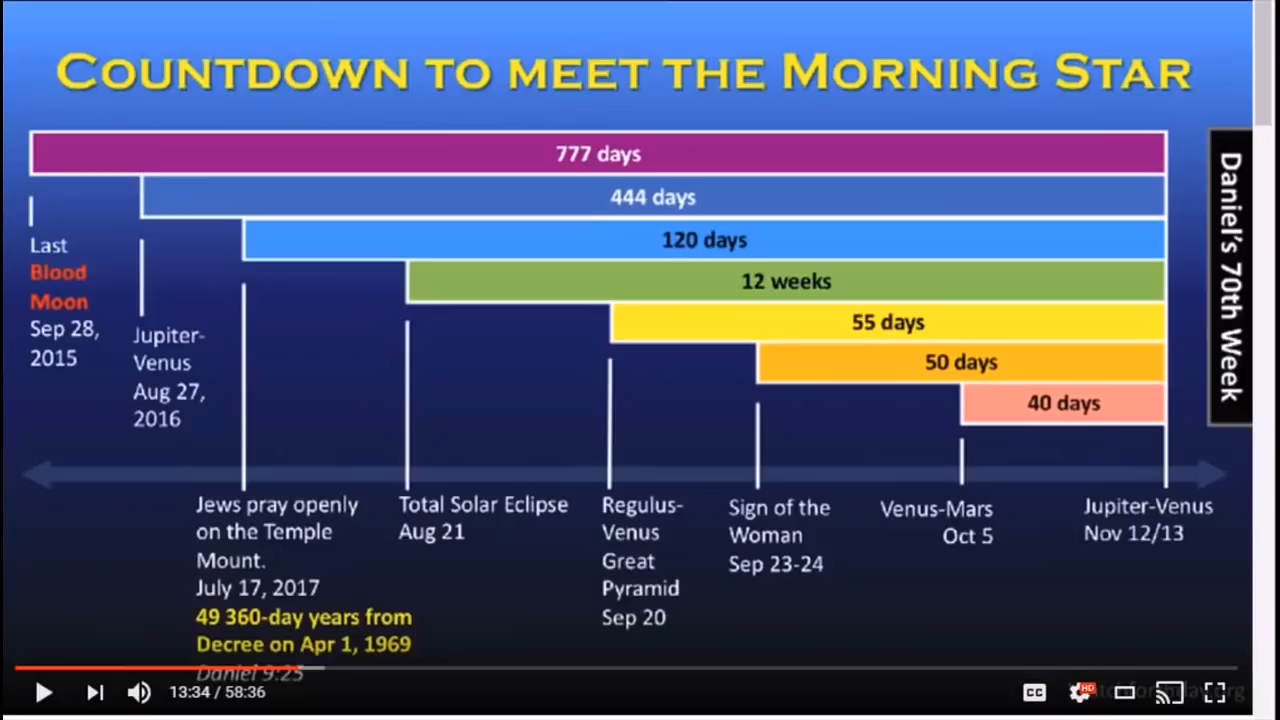 COUNTDOWN TO MEET THE MORNING STAR
777 days
444 days
120 days
12 weeks
55 days
50 days
40 days
Daniel's 70th Week
Last
Blood
Moon
Sep 28,
2015
Jupiter-
Venus
Aug 27,
2016
Jews pray openly
on the Temple
Mount.
July 17, 2017
49 360-day years from
Decree on Apr 1, 1969
Daniel 9:25
Total Solar Eclipse
Aug 21
Regulus-
Venus
Great
Pyramid
Sep 20
Sign of the
Woman
Sep 23-24
Venus-Mars
Oct 5
Jupiter-Venus
Nov 12/13
13:34 / 58:36
CC
HD